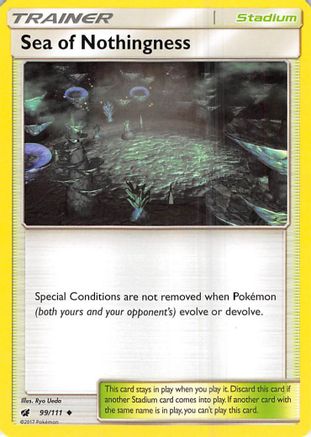 TRAINER Stadium
Sea of Nothingness
Special Conditions are not removed when Pokémon
(both yours and your opponent's) evolve or devolve.
Illus. Ryo Ueda
99/111 ◆
©2017 Pokémon
This card stays in play when you play it. Discard this card if
another Stadium card comes into play. If another card with
the same name is in play, you can't play this card.